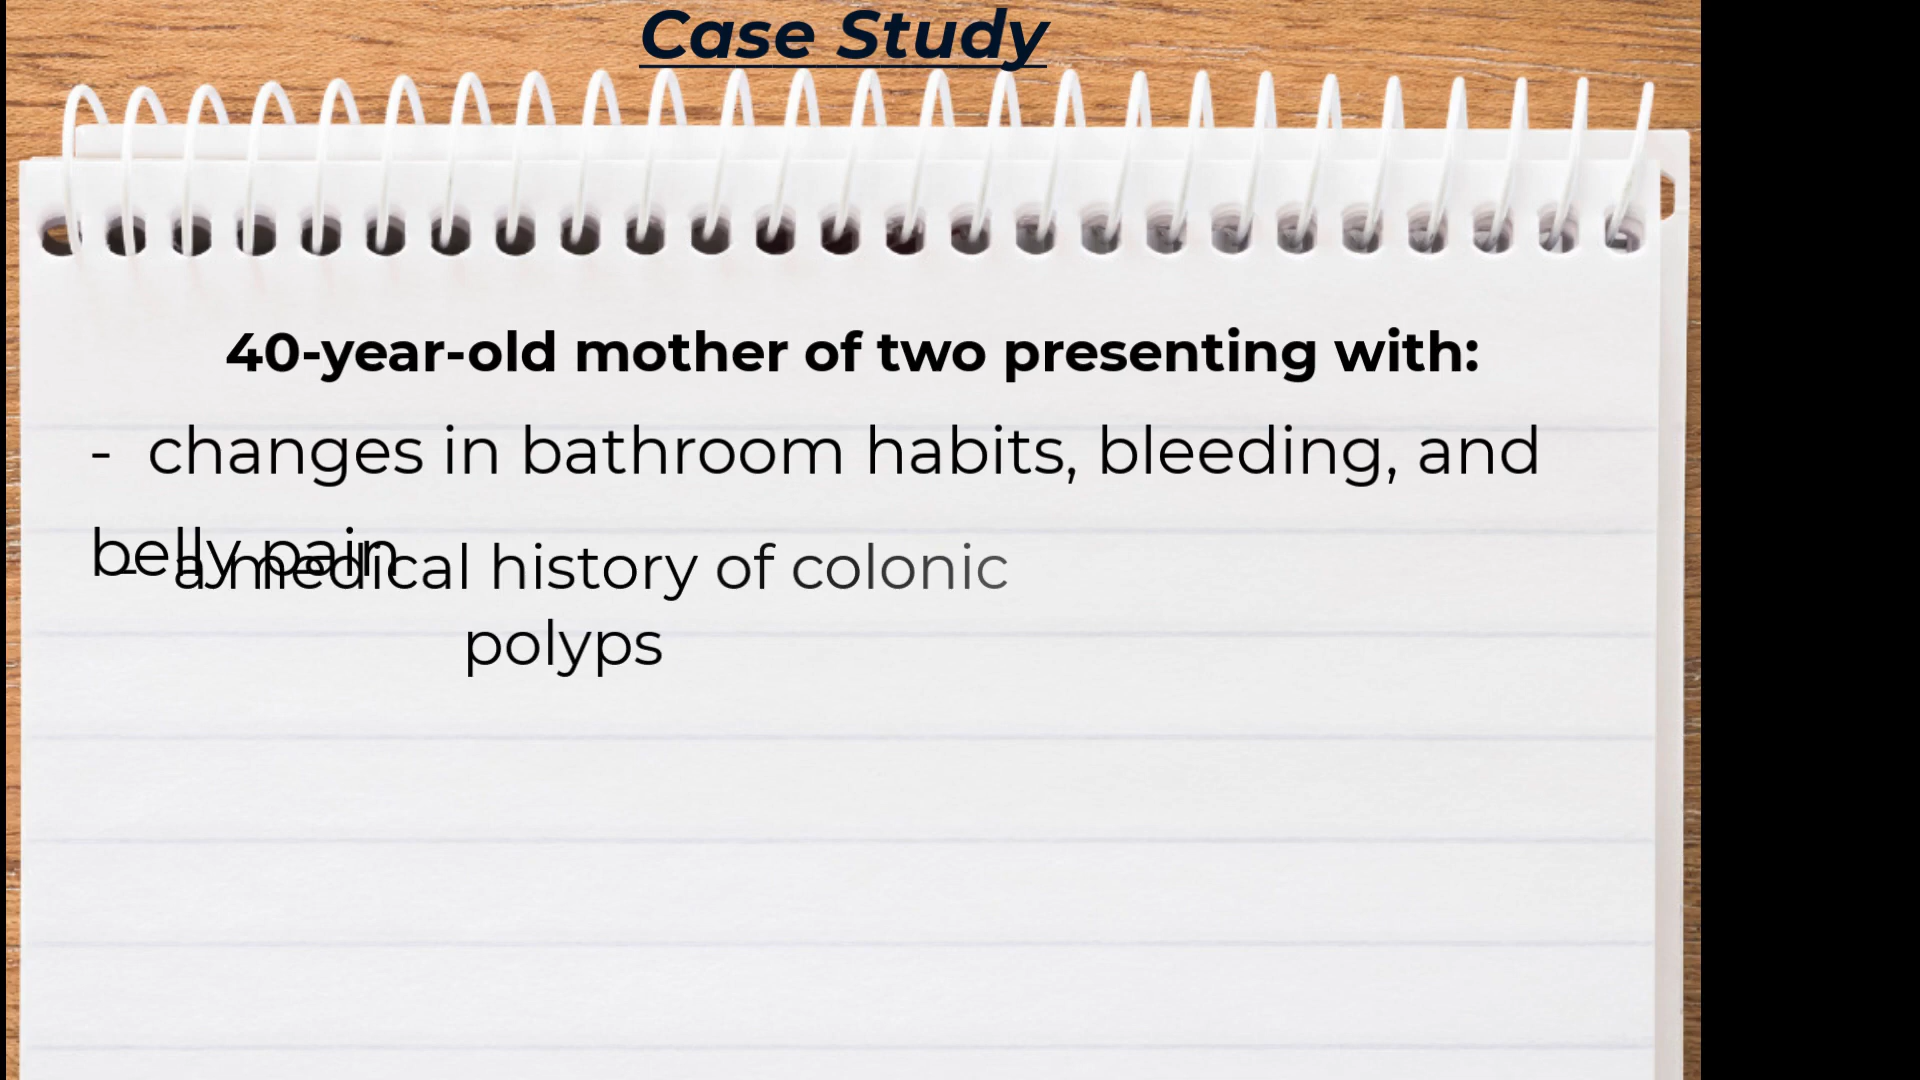 Case Study
40-year-old mother of two presenting with:
- changes in bathroom habits, bleeding, and
belly pain
- a medical history of colonic
polyps